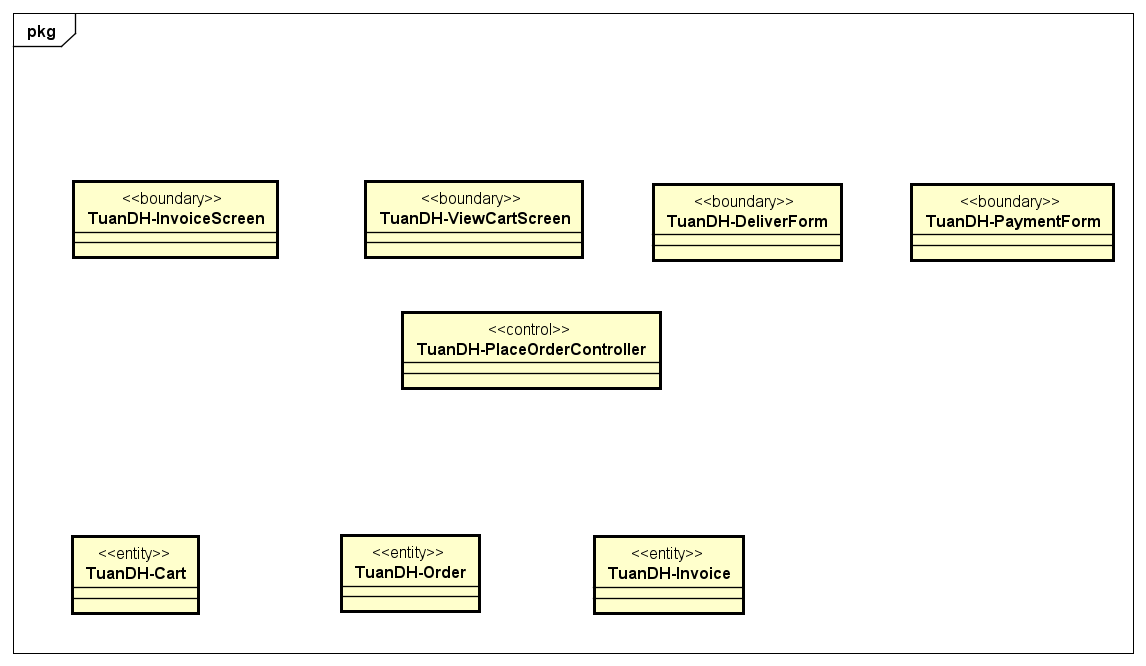 pkg
<<boundary>>
TuanDH-InvoiceScreen
<<boundary>>
TuanDH-ViewCartScreen
<<boundary>>
TuanDH-DeliverForm
<<boundary>>
TuanDH-PaymentForm
<<control>>
TuanDH-PlaceOrderController
<<entity>>
TuanDH-Cart
<<entity>>
TuanDH-Order
<<entity>>
TuanDH-Invoice